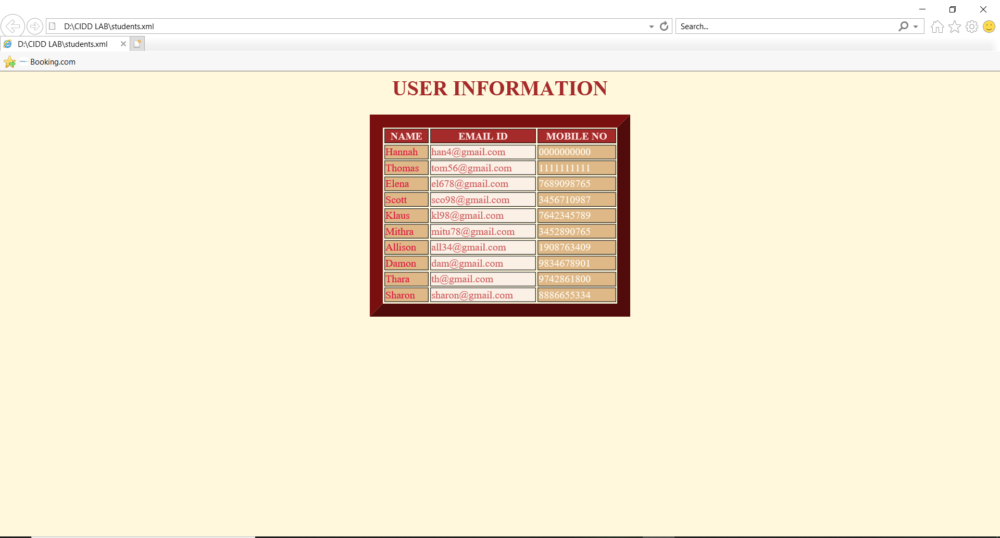 D:\CIDD LAB\students.xml
Search...
D:\CIDD LAB\students.xml
Booking.com
USER INFORMATION
NAME EMAIL ID MOBILE NO
Hannah han4@gmail.com 0000000000
Thomas tom56@gmail.com 1111111111
Elena el678@gmail.com 7689098765
Scott sco98@gmail.com 3456710987
Klaus kl98@gmail.com 7642345789
Mithra mitu78@gmail.com 3452890765
Allison all34@gmail.com 1908763409
Damon dam@gmail.com 9834678901
Thara th@gmail.com 9742861800
Sharon sharon@gmail.com 8886655334